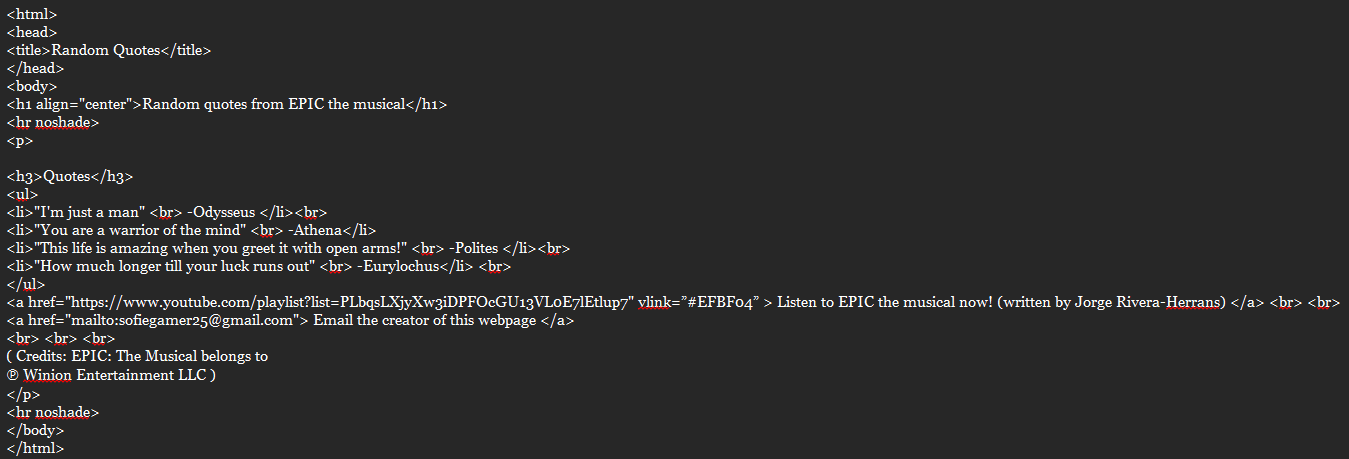 <html>
<head>
<title>Random Quotes</title>
</head>
<body>
<h1 align="center">Random quotes from EPIC the musical</h1>
<hr noshade>
<p>
<h3>Quotes</h3>
<ul>
<li>"I'm just a man" <br> -Odysseus </li><br>
<li>"You are a warrior of the mind" <br> -Athena</li>
<li>"This life is amazing when you greet it with open arms!" <br> -Polites </li><br>
<li>"How much longer till your luck runs out" <br> -Eurylochus</li> <br>
</ul>
<a href="https://www.youtube.com/playlist?list=PLbqsLXjyXw3iDPFOcGU13VL0E7lEtlup7" vlink=”#EFBF04” > Listen to EPIC the musical now! (written by Jorge Rivera-Herrans) </a> <br> <br>
<a href="mailto:sofiegamer25@gmail.com"> Email the creator of this webpage </a>
<br> <br> <br>
( Credits: EPIC: The Musical belongs to
℗ Winion Entertainment LLC )
</p>
<hr noshade>
</body>
</html>